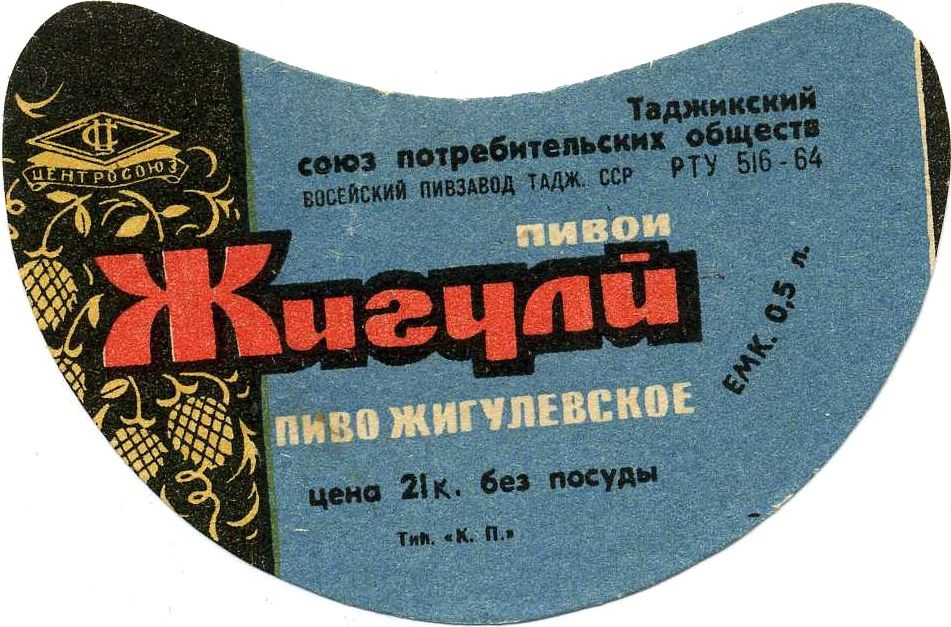 ЦЕНТРОСОЮЗ
Таджикский
союз потребительских обществ
ВОСЕЙСКИЙ ПИВЗАВОД ТАДЖ. ССР РТУ 516-64
пивои
Жигулй
ЕМК. 0,5 л.
ПИВО ЖИГУЛЕВСКОЕ
цена 21к. без посуды
Тип. «К. П.»